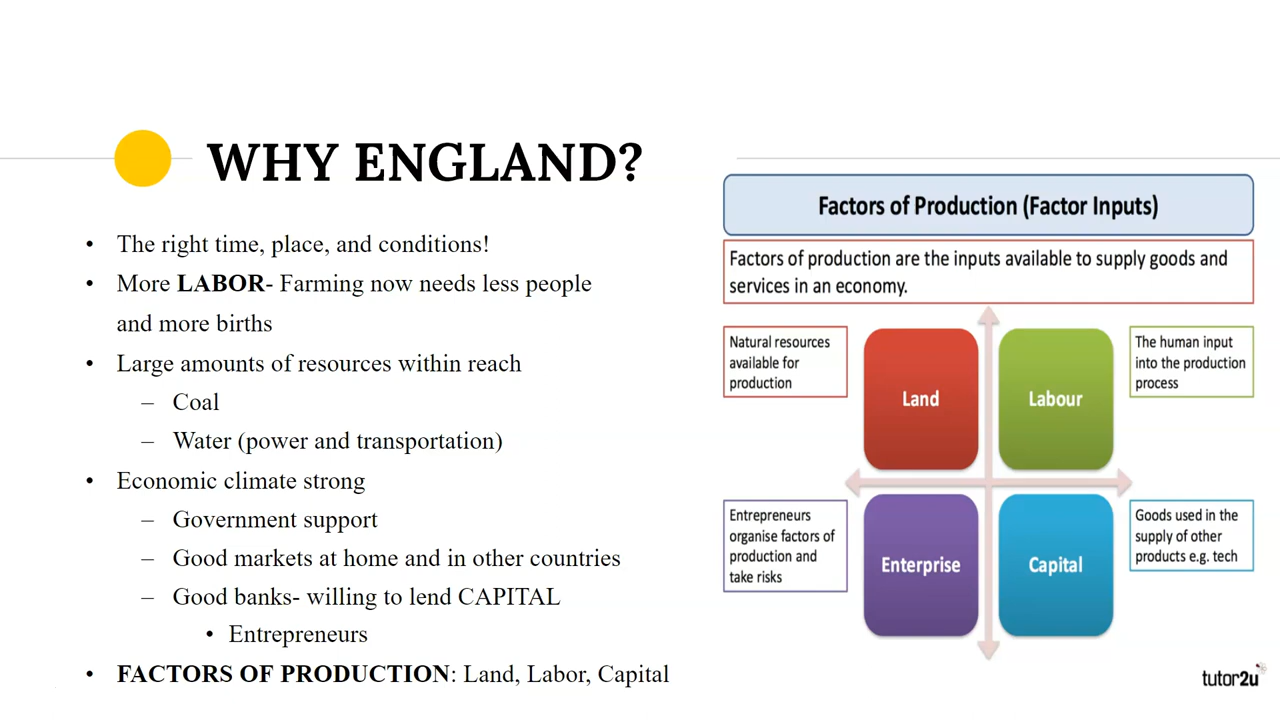 WHY ENGLAND?
• The right time, place, and conditions!
• More LABOR- Farming now needs less people
and more births
• Large amounts of resources within reach
– Coal
– Water (power and transportation)
• Economic climate strong
– Government support
– Good markets at home and in other countries
– Good banks- willing to lend CAPITAL
• Entrepreneurs
• FACTORS OF PRODUCTION: Land, Labor, Capital
Factors of Production (Factor Inputs)
Factors of production are the inputs available to supply goods and
services in an economy.
Natural resources
available for
production
Land
Labour
The human input
into the production
process
Entrepreneurs
organise factors of
production and
take risks
Enterprise
Capital
Goods used in the
supply of other
products e.g. tech
tutor2u